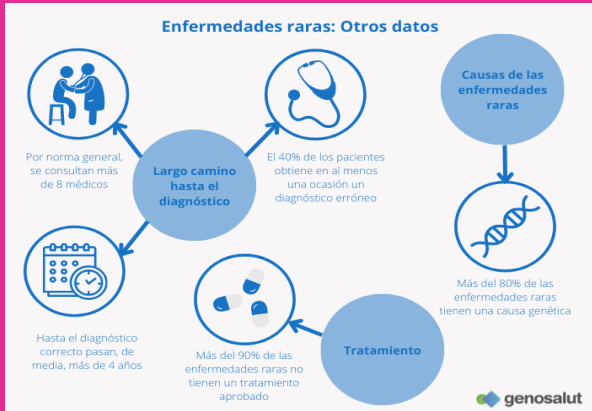 Enfermedades raras: Otros datos
Por norma general,
se consultan más
de 8 médicos
Largo camino
hasta el
diagnóstico
El 40% de los pacientes
obtiene en al menos
una ocasión un
diagnóstico erróneo
Causas de las
enfermedades
raras
Hasta el diagnóstico
correcto pasan, de
media, más de 4 años
Más del 90% de las
enfermedades raras no
tienen un tratamiento
aprobado
Tratamiento
Más del 80% de las
enfermedades raras
tienen una causa genética
genosalut